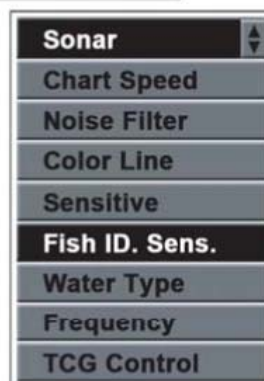 Sonar
Chart Speed
Noise Filter
Color Line
Sensitive
Fish ID. Sens.
Water Type
Frequency
TCG Control